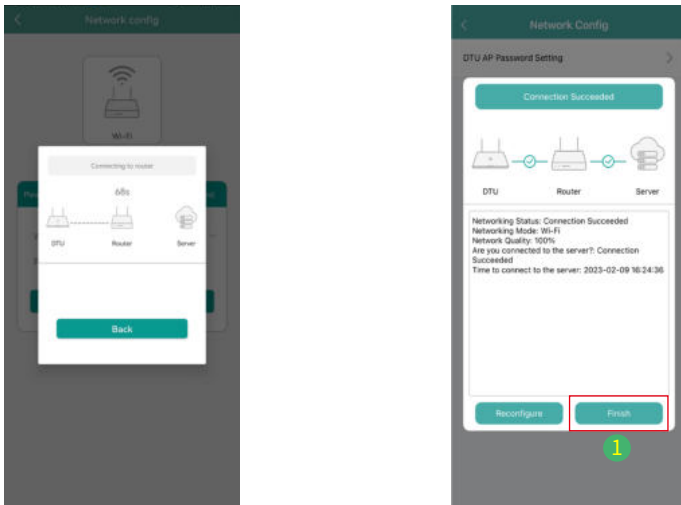 Network config
Wi-Fi
Connecting to router
68s
DTU
Router
Server
Back
Network Config
DTU AP Password Setting
Connection Succeeded
DTU
Router
Server
Networking Status: Connection Succeeded
Networking Mode: Wi-Fi
Network Quality: 100%
Are you connected to the server?: Connection
Succeeded
Time to connect to the server: 2023-02-09 16:24:36
Reconfigure
Finish
1